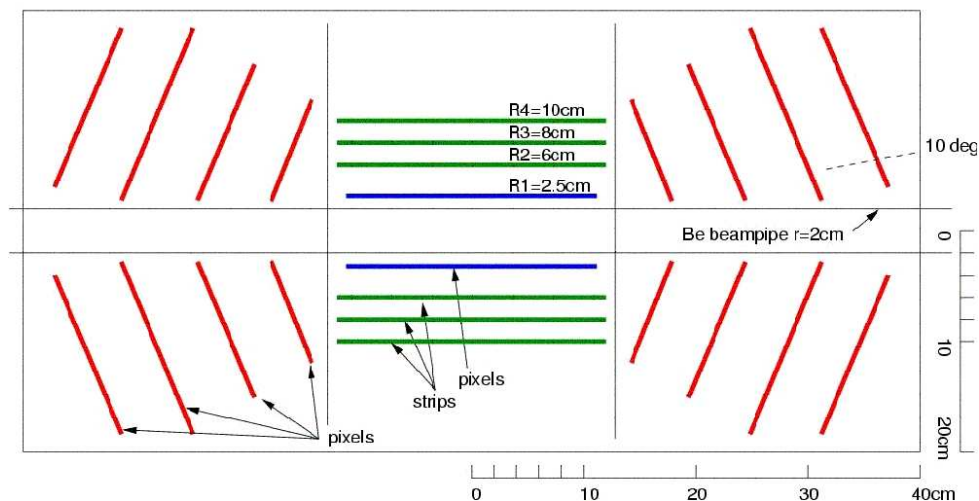 R4=10cm
R3=8cm
R2=6cm
R1=2.5cm
10 deg
Be beampipe r=2cm
0
10
20cm
pixels
strips
pixels
0
10
20
30
40cm